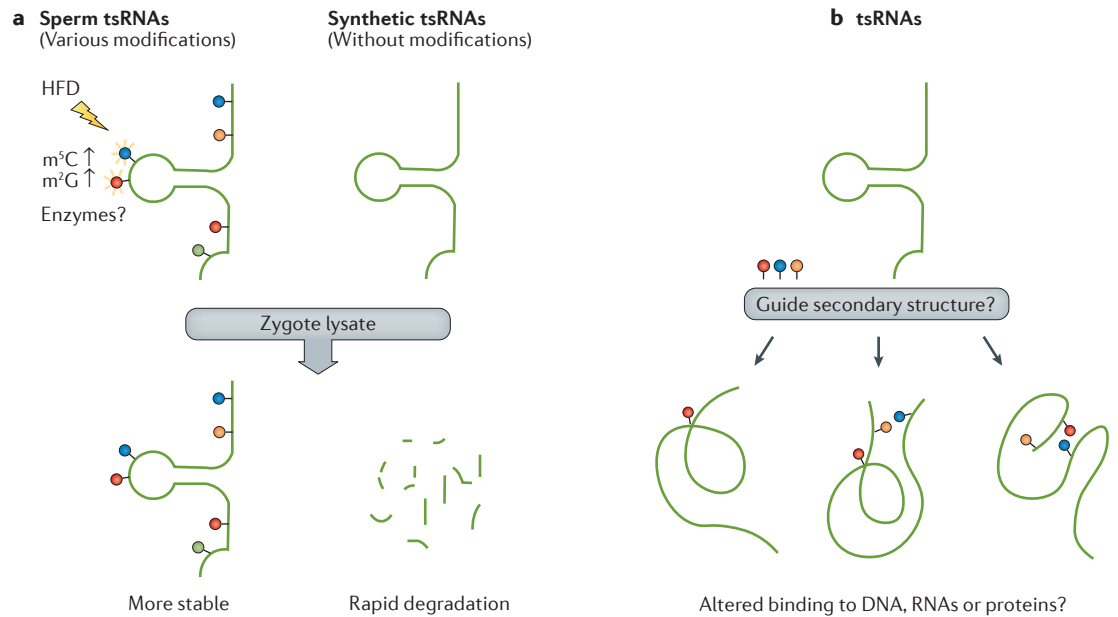 a Sperm tsRNAs
(Various modifications)
Synthetic tsRNAs
(Without modifications)
HFD
m⁵C ↑
m²G ↑
Enzymes?
Zygote lysate
More stable
Rapid degradation
b tsRNAs
Guide secondary structure?
Altered binding to DNA, RNAs or proteins?